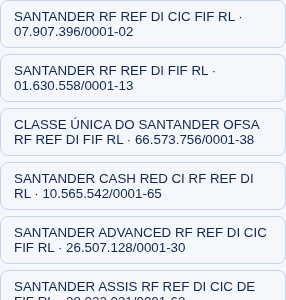 SANTANDER RF REF DI CIC FIF RL ·
07.907.396/0001-02
SANTANDER RF REF DI FIF RL ·
01.630.558/0001-13
CLASSE ÚNICA DO SANTANDER OFSA
RF REF DI FIF RL · 66.573.756/0001-38
SANTANDER CASH RED CI RF REF DI
RL · 10.565.542/0001-65
SANTANDER ADVANCED RF REF DI CIC
FIF RL · 26.507.128/0001-30
SANTANDER ASSIS RF REF DI CIC DE
FIF RL ·